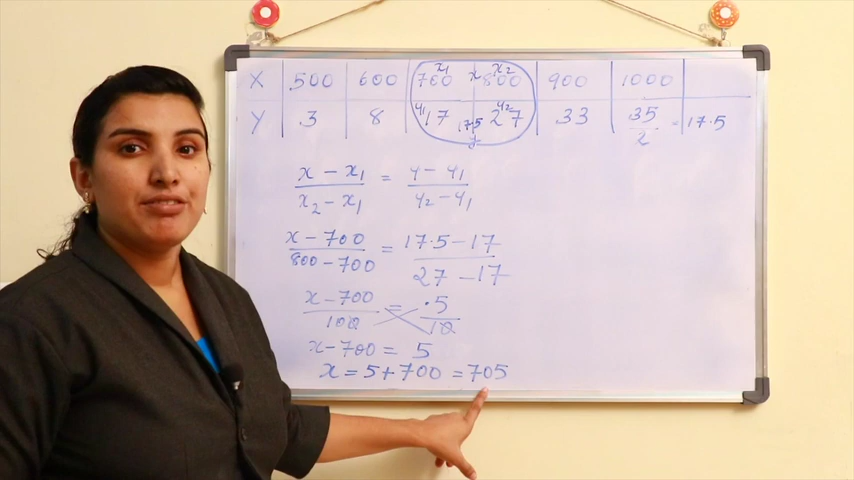 X 500 600 x₁ 700 x x₂ 800 900 1000
Y 3 8 y₁ 17 17.5 y y₂ 27 33 35/2 = 17.5
(x - x₁)/(x₂ - x₁) = (y - y₁)/(y₂ - y₁)
(x - 700)/(800 - 700) = (17.5 - 17)/(27 - 17)
(x - 700)/100 = .5/10
x - 700 = 5
x = 5 + 700 = 705